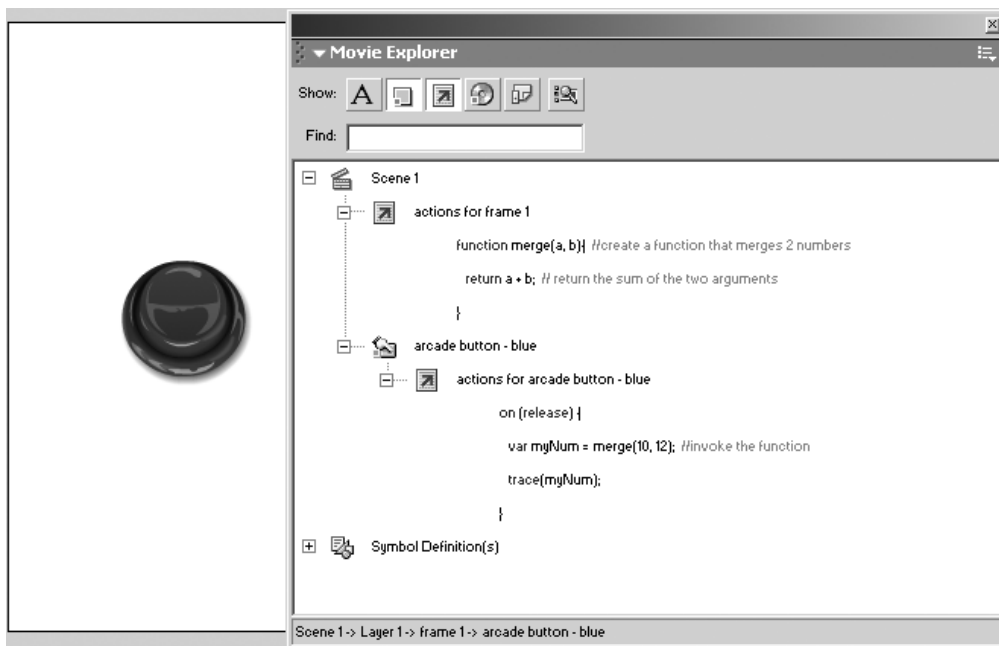 Movie Explorer
Show: A
Find:
Scene 1
actions for frame 1
function merge(a, b){ //create a function that merges 2 numbers
return a + b; // return the sum of the two arguments
}
arcade button - blue
actions for arcade button - blue
on (release) {
var myNum = merge(10, 12); //invoke the function
trace(myNum);
}
Symbol Definition(s)
Scene 1-> Layer 1-> frame 1-> arcade button - blue